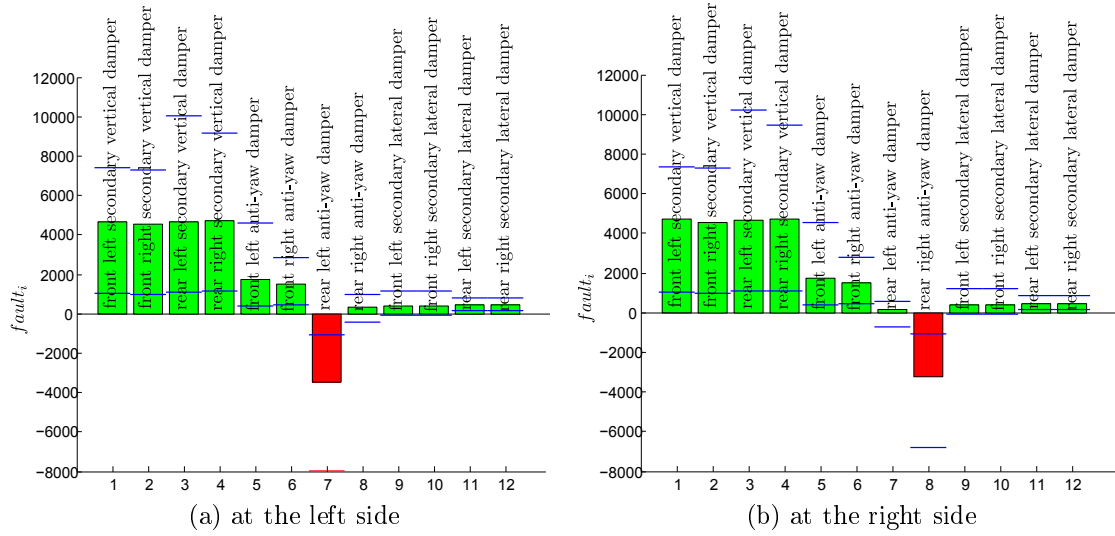 front left secondary vertical damper
front right secondary vertical damper
rear left secondary vertical damper
rear right secondary vertical damper
front left anti-yaw damper
front right anti-yaw damper
rear left anti-yaw damper
rear right anti-yaw damper
front left secondary lateral damper
front right secondary lateral damper
rear left secondary lateral damper
rear right secondary lateral damper
12000
10000
8000
6000
4000
2000
0
−2000
−4000
−6000
−8000
fault_i
1 2 3 4 5 6 7 8 9 10 11 12
(a) at the left side
front left secondary vertical damper
front right secondary vertical damper
rear left secondary vertical damper
rear right secondary vertical damper
front left anti-yaw damper
front right anti-yaw damper
rear left anti-yaw damper
rear right anti-yaw damper
front left secondary lateral damper
front right secondary lateral damper
rear left secondary lateral damper
rear right secondary lateral damper
12000
10000
8000
6000
4000
2000
0
−2000
−4000
−6000
−8000
fault_i
1 2 3 4 5 6 7 8 9 10 11 12
(b) at the right side